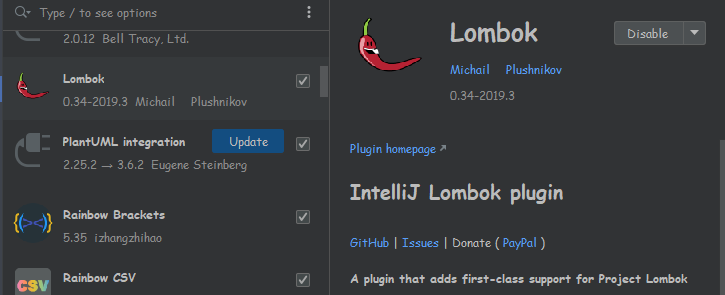 Type / to see options
2.0.12 Bell Tracy, Ltd.
Lombok
0.34-2019.3 Michail Plushnikov
PlantUML integration
Update
2.25.2 → 3.6.2 Eugene Steinberg
Rainbow Brackets
5.35 izhangzhihao
CSV
Rainbow CSV
Lombok
Disable
Michail Plushnikov
0.34-2019.3
Plugin homepage ↗
IntelliJ Lombok plugin
GitHub | Issues | Donate ( PayPal )
A plugin that adds first-class support for Project Lombok